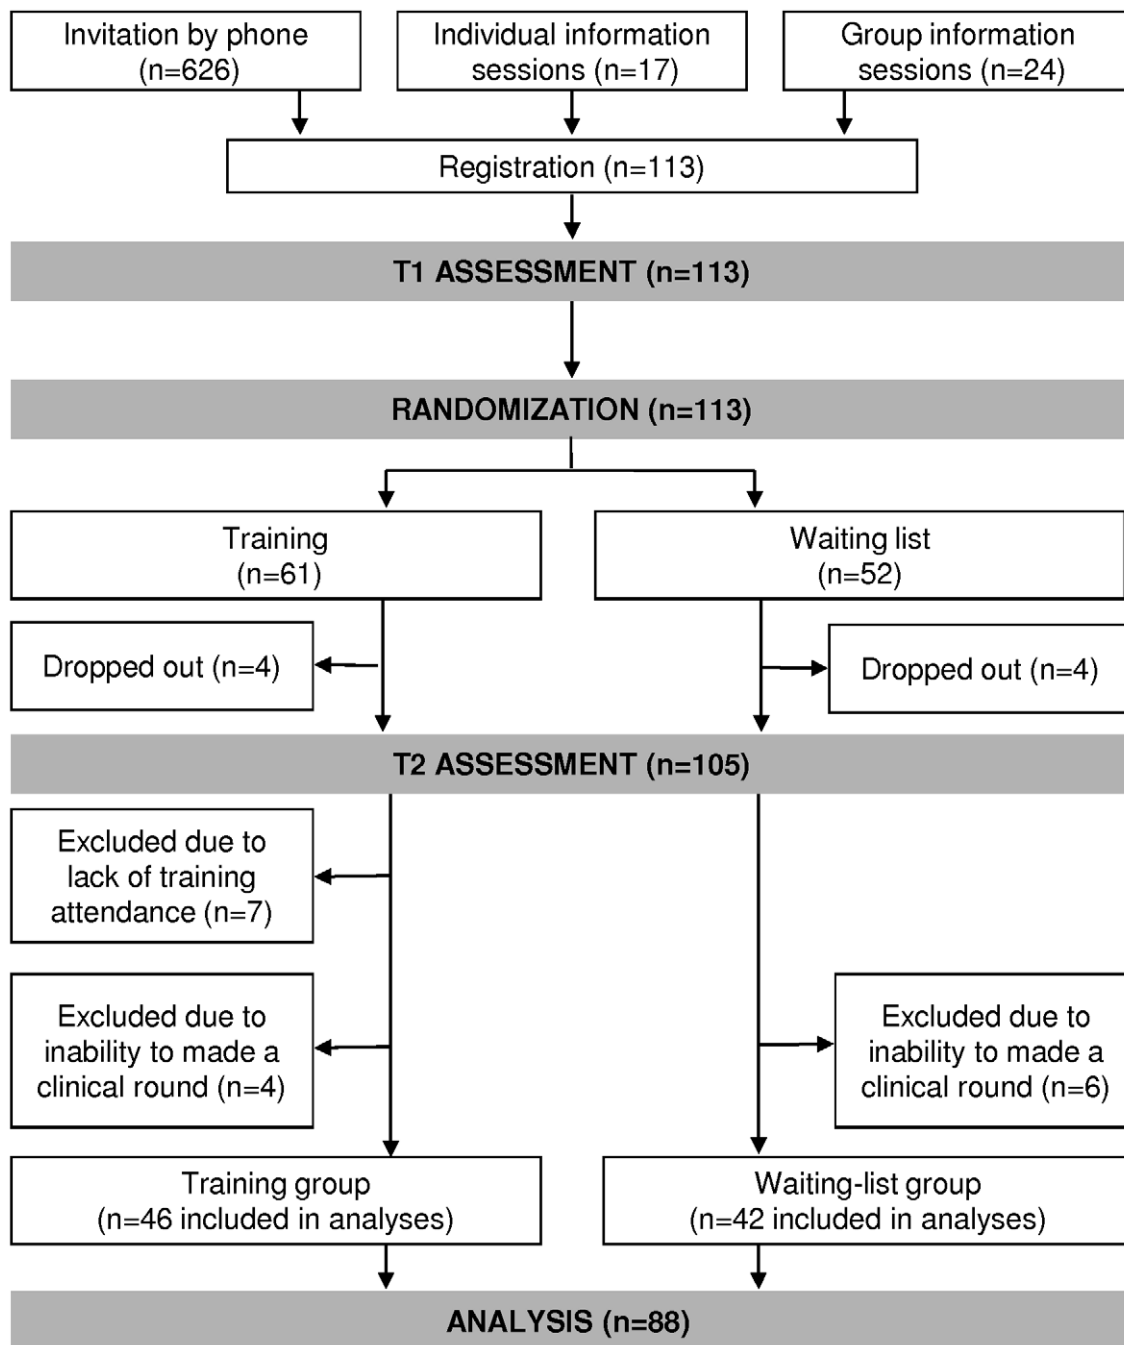 Invitation by phone
(n=626)
Individual information
sessions (n=17)
Group information
sessions (n=24)
Registration (n=113)
T1 ASSESSMENT (n=113)
RANDOMIZATION (n=113)
Training
(n=61)
Waiting list
(n=52)
Dropped out (n=4)
Dropped out (n=4)
T2 ASSESSMENT (n=105)
Excluded due to
lack of training
attendance (n=7)
Excluded due to
inability to made a
clinical round (n=4)
Excluded due to
inability to made a
clinical round (n=6)
Training group
(n=46 included in analyses)
Waiting-list group
(n=42 included in analyses)
ANALYSIS (n=88)